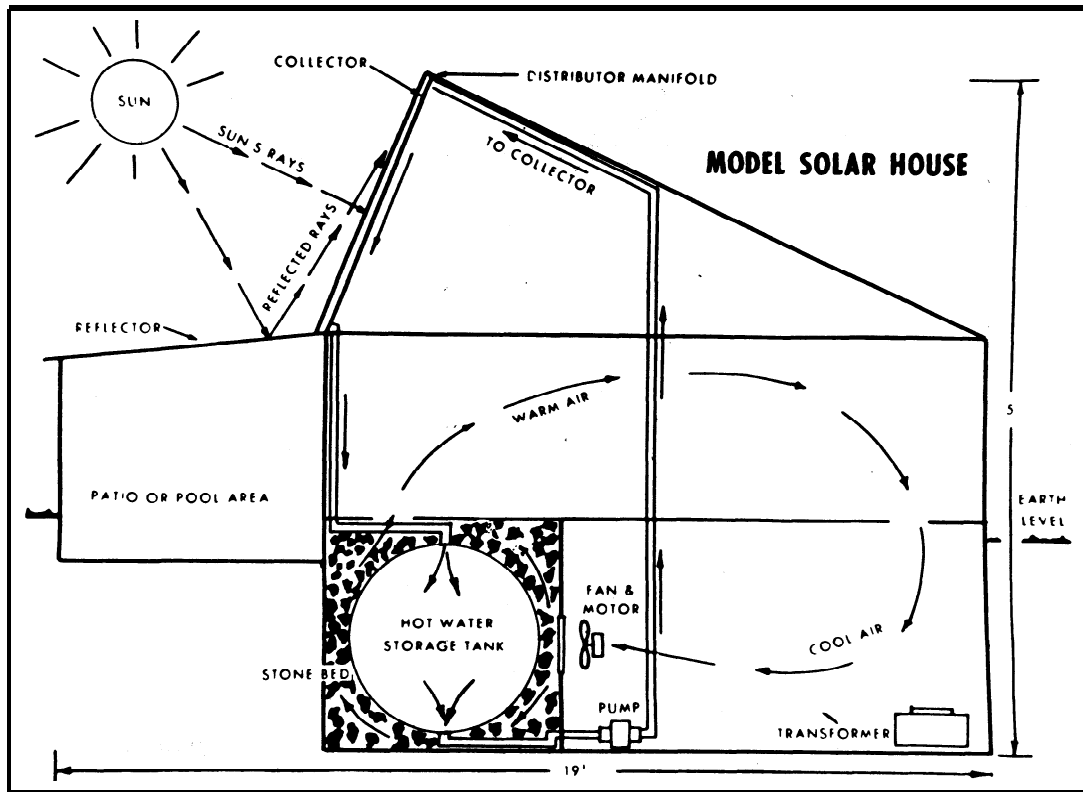 COLLECTOR
DISTRIBUTOR MANIFOLD
SUN
SUN S RAYS
TO COLLECTOR
MODEL SOLAR HOUSE
REFLECTED RAYS
REFLECTOR
WARM AIR
5
PATIO OR POOL AREA
EARTH
LEVEL
FAN &
MOTOR
HOT WATER
STORAGE TANK
COOL AIR
STONE BED
PUMP
TRANSFORMER
19'